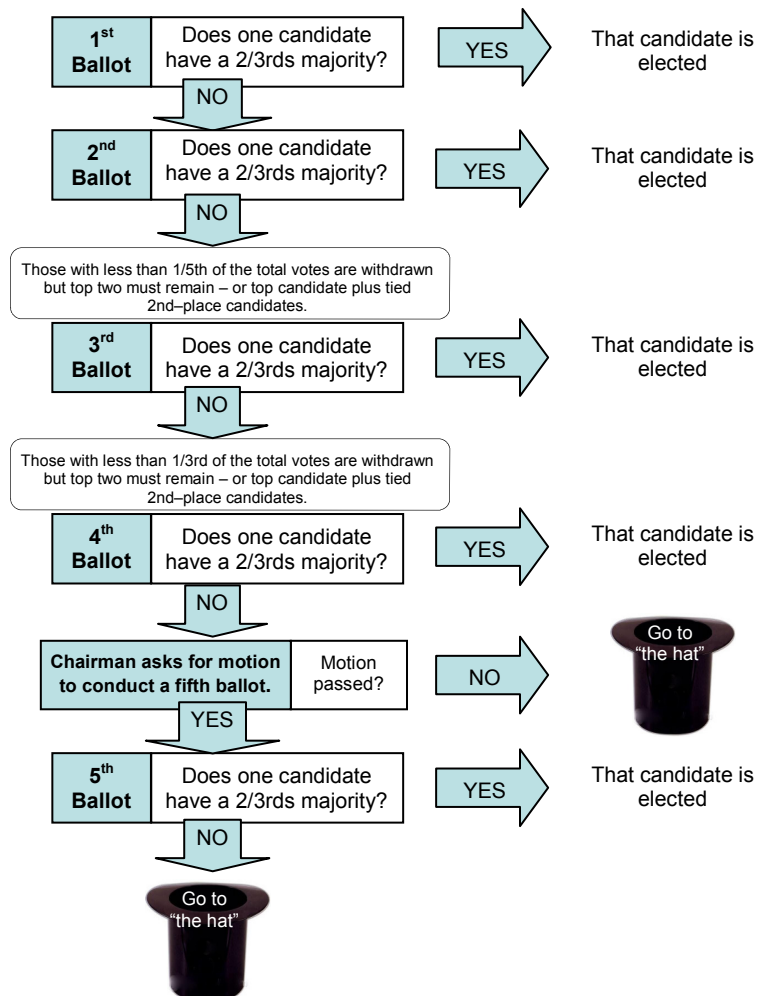 1st
Ballot
Does one candidate
have a 2/3rds majority?
YES
That candidate is
elected
NO
2nd
Ballot
Does one candidate
have a 2/3rds majority?
YES
That candidate is
elected
NO
Those with less than 1/5th of the total votes are withdrawn
but top two must remain – or top candidate plus tied
2nd–place candidates.
3rd
Ballot
Does one candidate
have a 2/3rds majority?
YES
That candidate is
elected
NO
Those with less than 1/3rd of the total votes are withdrawn
but top two must remain – or top candidate plus tied
2nd–place candidates.
4th
Ballot
Does one candidate
have a 2/3rds majority?
YES
That candidate is
elected
NO
Chairman asks for motion
to conduct a fifth ballot.
Motion
passed?
NO
Go to
“the hat”
YES
5th
Ballot
Does one candidate
have a 2/3rds majority?
YES
That candidate is
elected
NO
Go to
“the hat”